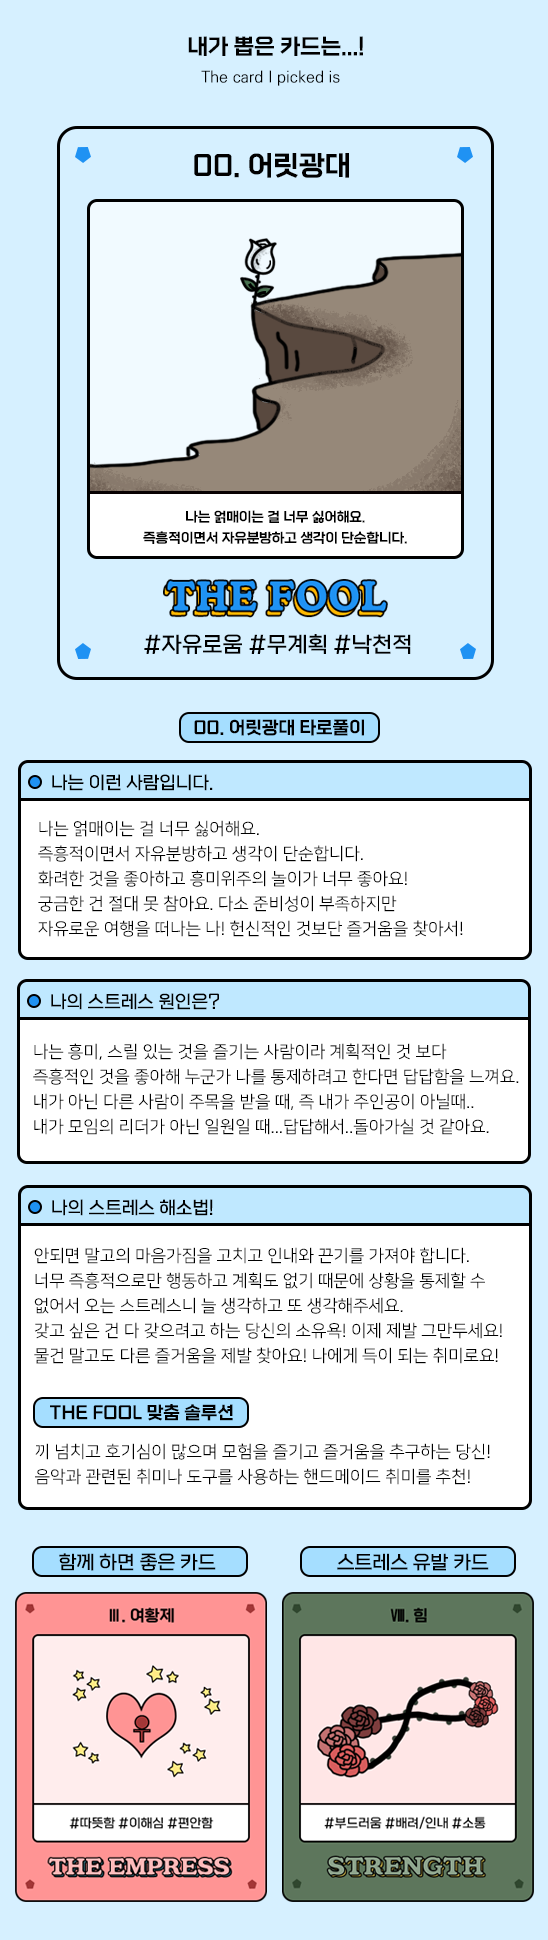 내가 뽑은 카드는...!
The card I picked is
00. 어릿광대
나는 얽매이는 걸 너무 싫어해요.
즉흥적이면서 자유분방하고 생각이 단순합니다.
THE FOOL
#자유로움 #무계획 #낙천적
00. 어릿광대 타로풀이
나는 이런 사람입니다.
나는 얽매이는 걸 너무 싫어해요.
즉흥적이면서 자유분방하고 생각이 단순합니다.
화려한 것을 좋아하고 흥미위주의 놀이가 너무 좋아요!
궁금한 건 절대 못 참아요. 다소 준비성이 부족하지만
자유로운 여행을 떠나는 나! 헌신적인 것보단 즐거움을 찾아서!
나의 스트레스 원인은?
나는 흥미, 스릴 있는 것을 즐기는 사람이라 계획적인 것 보다
즉흥적인 것을 좋아해 누군가 나를 통제하려고 한다면 답답함을 느껴요.
내가 아닌 다른 사람이 주목을 받을 때, 즉 내가 주인공이 아닐때..
내가 모임의 리더가 아닌 일원일 때...답답해서..돌아가실 것 같아요.
나의 스트레스 해소법!
안되면 말고의 마음가짐을 고치고 인내와 끈기를 가져야 합니다.
너무 즉흥적으로만 행동하고 계획도 없기 때문에 상황을 통제할 수
없어서 오는 스트레스니 늘 생각하고 또 생각해주세요.
갖고 싶은 건 다 갖으려고 하는 당신의 소유욕! 이제 제발 그만두세요!
물건 말고도 다른 즐거움을 제발 찾아요! 나에게 득이 되는 취미로요!
THE FOOL 맞춤 솔루션
끼 넘치고 호기심이 많으며 모험을 즐기고 즐거움을 추구하는 당신!
음악과 관련된 취미나 도구를 사용하는 핸드메이드 취미를 추천!
함께 하면 좋은 카드
스트레스 유발 카드
Ⅲ. 여황제
#따뜻함 #이해심 #편안함
THE EMPRESS
Ⅷ. 힘
#부드러움 #배려/인내 #소통
STRENGTH